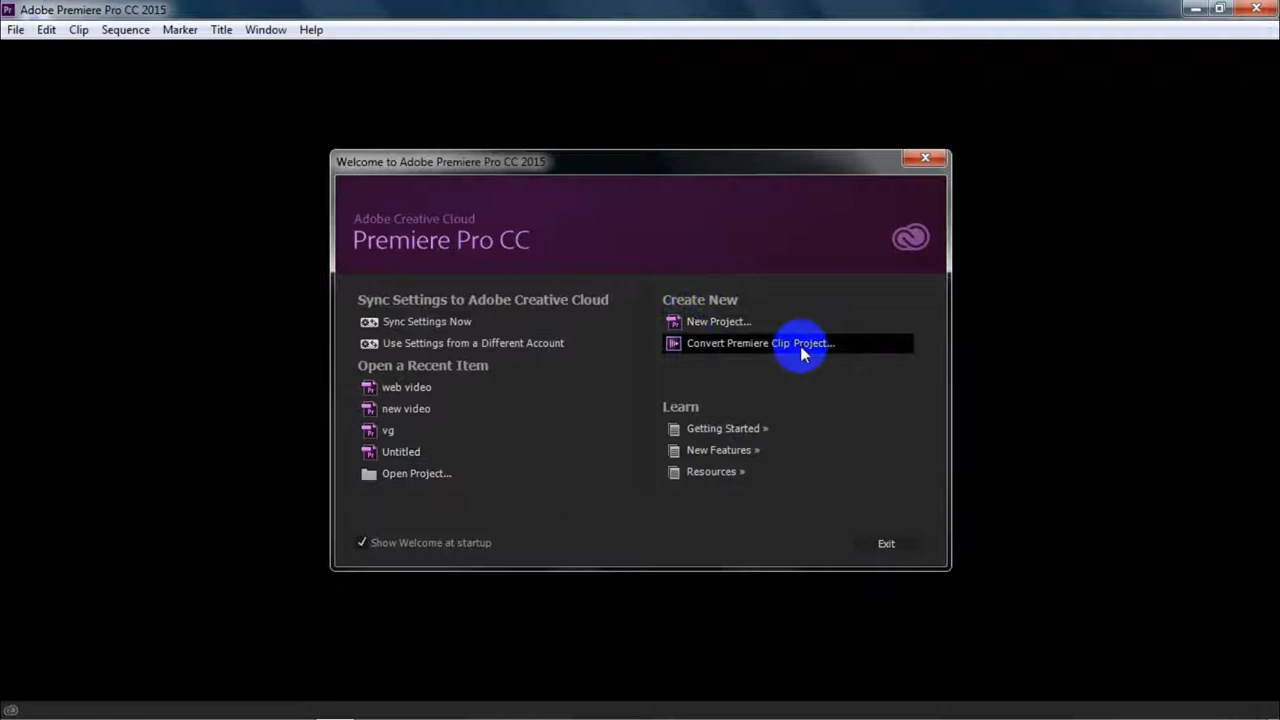 Adobe Premiere Pro CC 2015
File Edit Clip Sequence Marker Title Window Help
Welcome to Adobe Premiere Pro CC 2015
Adobe Creative Cloud
Premiere Pro CC
Sync Settings to Adobe Creative Cloud
Sync Settings Now
Use Settings from a Different Account
Open a Recent Item
web video
new video
vg
Untitled
Open Project...
Create New
New Project...
Convert Premiere Clip Project...
Learn
Getting Started »
New Features »
Resources »
Show Welcome at startup
Exit